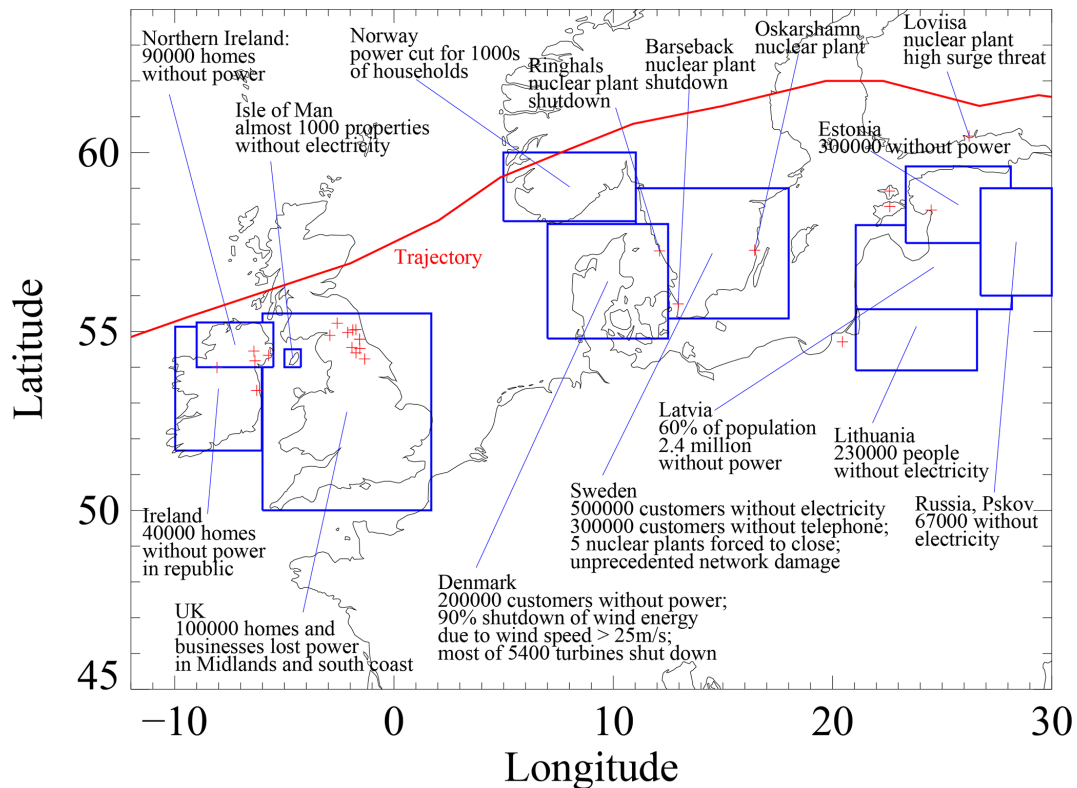 Northern Ireland:
90000 homes
without power
Isle of Man
almost 1000 properties
without electricity
Norway
power cut for 1000s
of households
Ringhals
nuclear plant
shutdown
Barseback
nuclear plant
shutdown
Oskarshamn
nuclear plant
Loviisa
nuclear plant
high surge threat
Estonia
300000 without power
Trajectory
Latvia
60% of population
2.4 million
without power
Lithuania
230000 people
without electricity
Russia, Pskov
67000 without
electricity
Sweden
500000 customers without electricity
300000 customers without telephone;
5 nuclear plants forced to close;
unprecedented network damage
Denmark
200000 customers without power;
90% shutdown of wind energy
due to wind speed > 25m/s;
most of 5400 turbines shut down
Ireland
40000 homes
without power
in republic
UK
100000 homes and
businesses lost power
in Midlands and south coast
60
55
50
45
Latitude
−10 0 10 20 30
Longitude